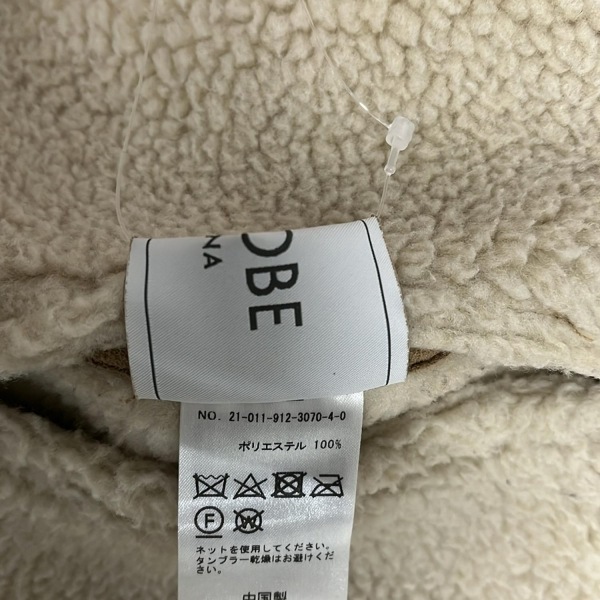 OBE
NA
NO. 21-011-912-3070-4-0
ポリエステル 100%
F W
ネットを使用してください。
タンブラー乾燥はお避けくだ
さい。
中国製